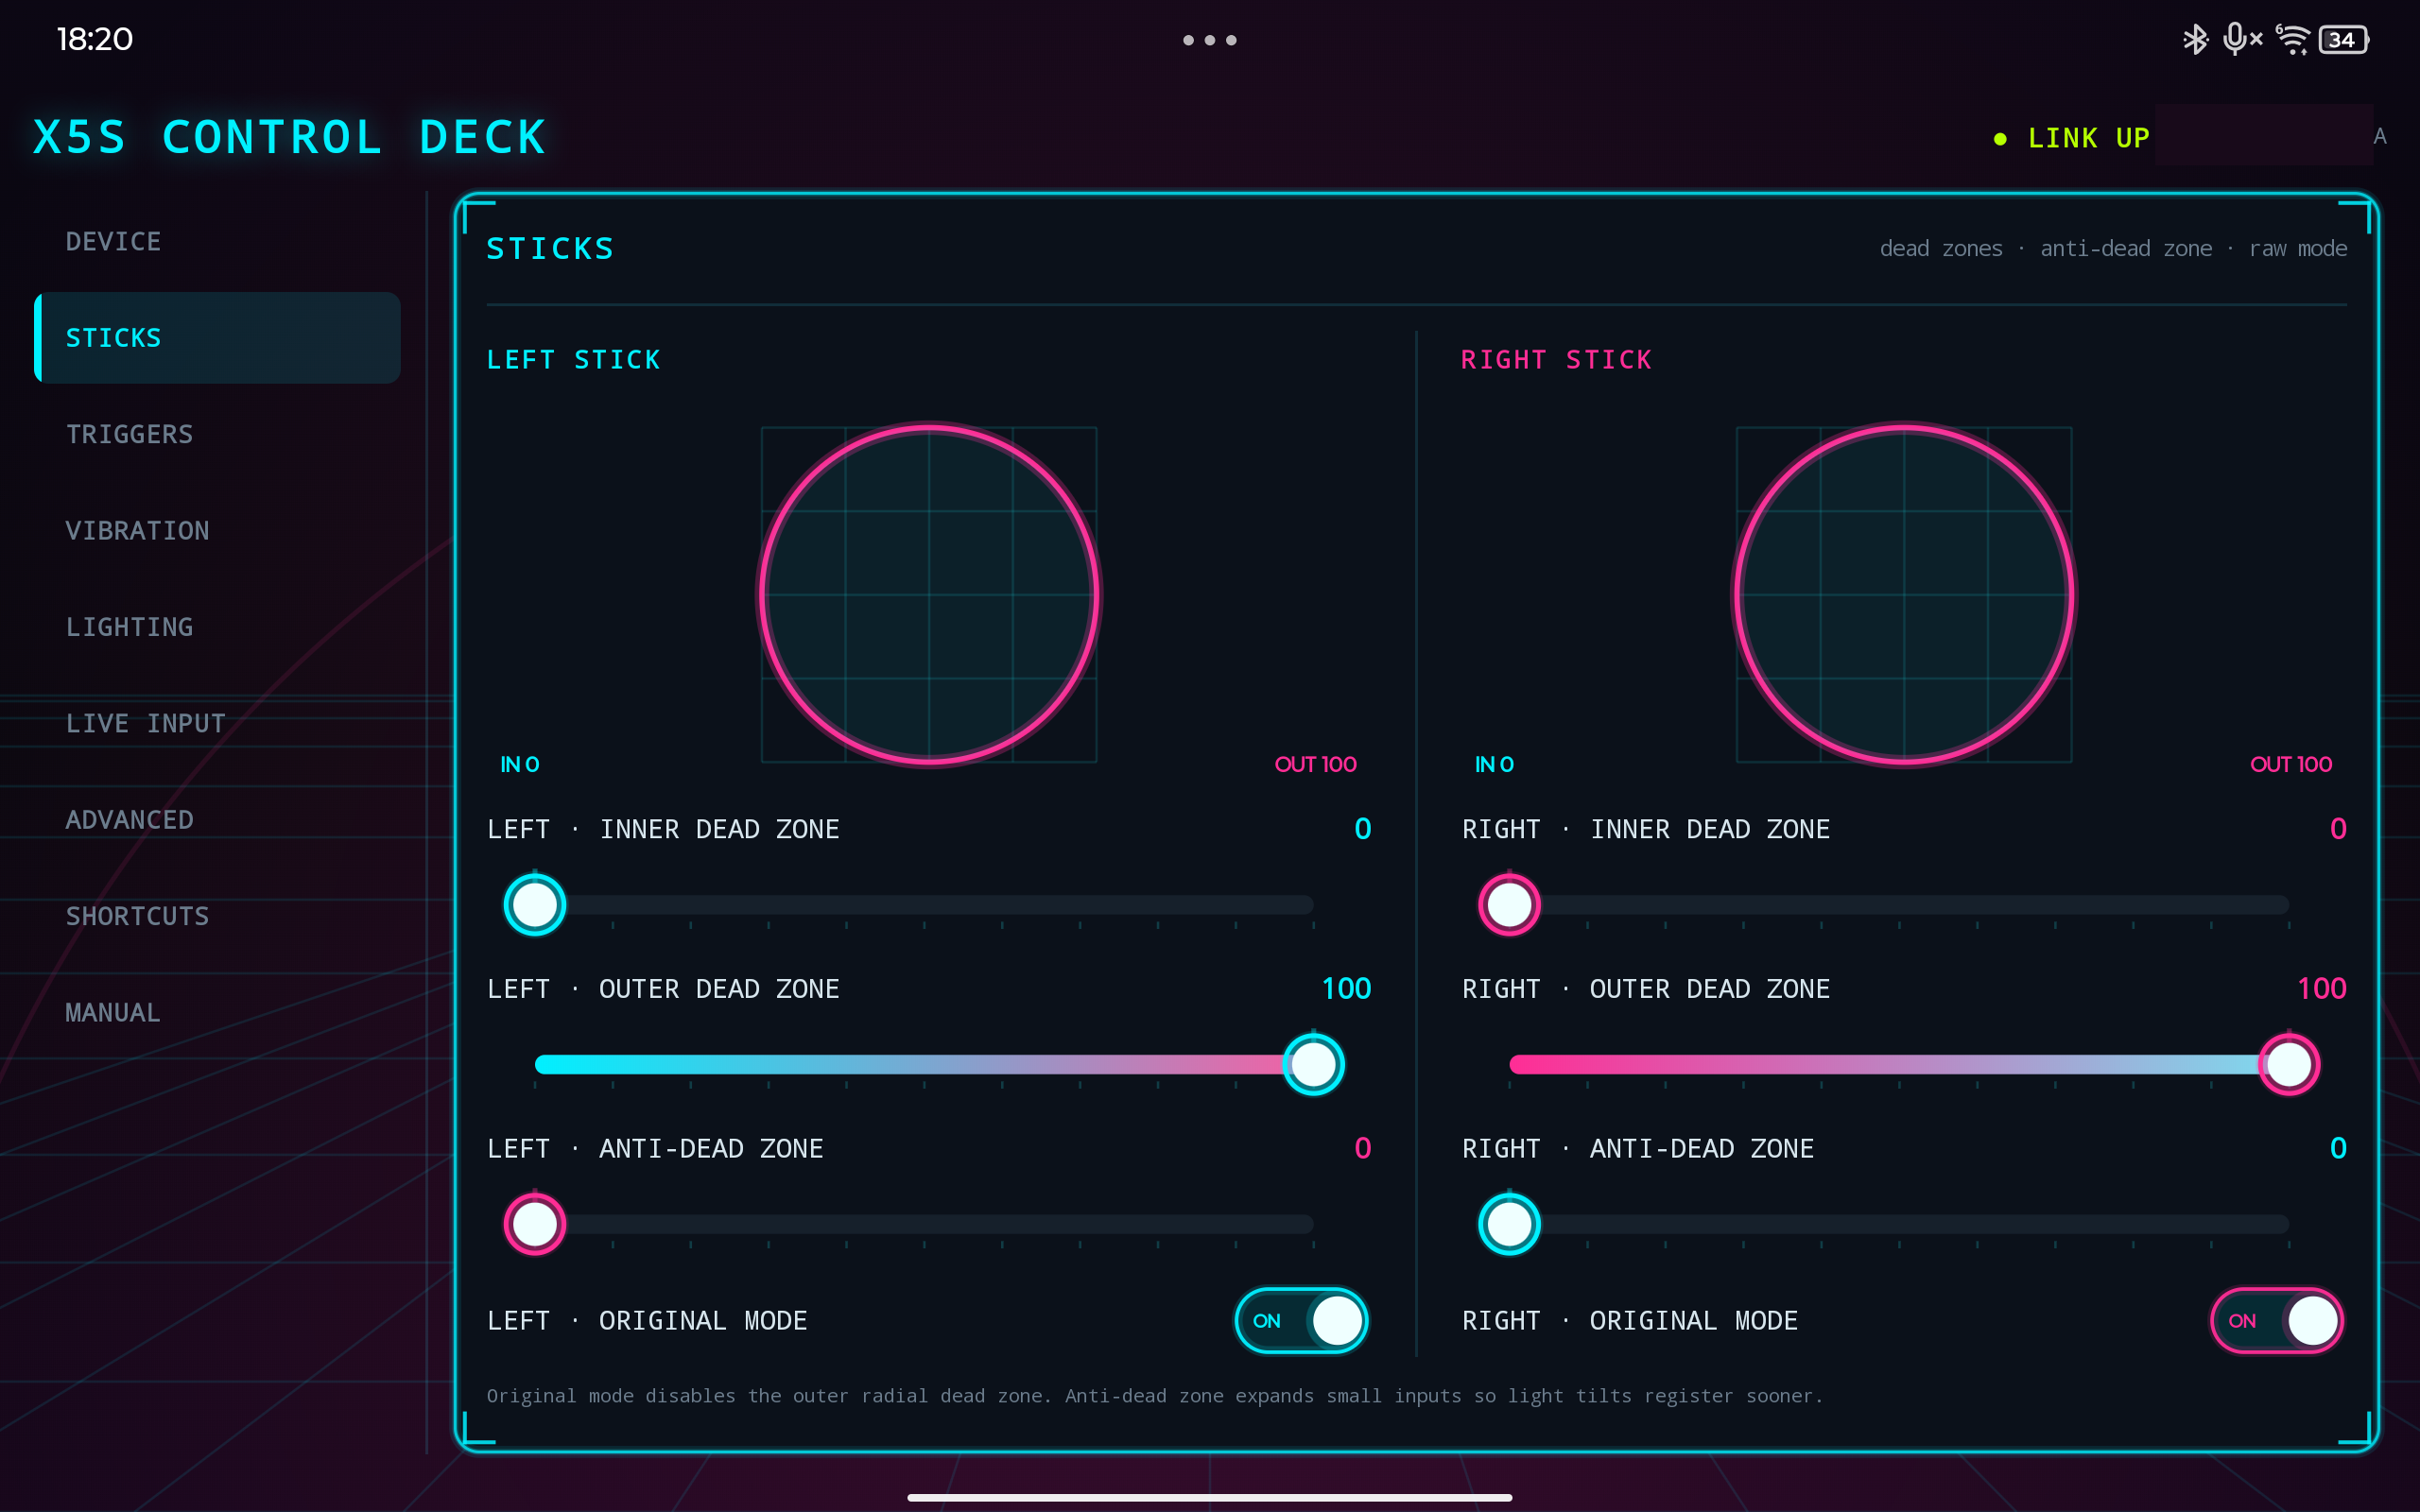 18:20
6 34
X5S CONTROL DECK
LINK UP
A
DEVICE
STICKS
TRIGGERS
VIBRATION
LIGHTING
LIVE INPUT
ADVANCED
SHORTCUTS
MANUAL
STICKS
dead zones · anti-dead zone · raw mode
LEFT STICK
IN 0
OUT 100
LEFT · INNER DEAD ZONE 0
LEFT · OUTER DEAD ZONE 100
LEFT · ANTI-DEAD ZONE 0
LEFT · ORIGINAL MODE ON
RIGHT STICK
IN 0
OUT 100
RIGHT · INNER DEAD ZONE 0
RIGHT · OUTER DEAD ZONE 100
RIGHT · ANTI-DEAD ZONE 0
RIGHT · ORIGINAL MODE ON
Original mode disables the outer radial dead zone. Anti-dead zone expands small inputs so light tilts register sooner.